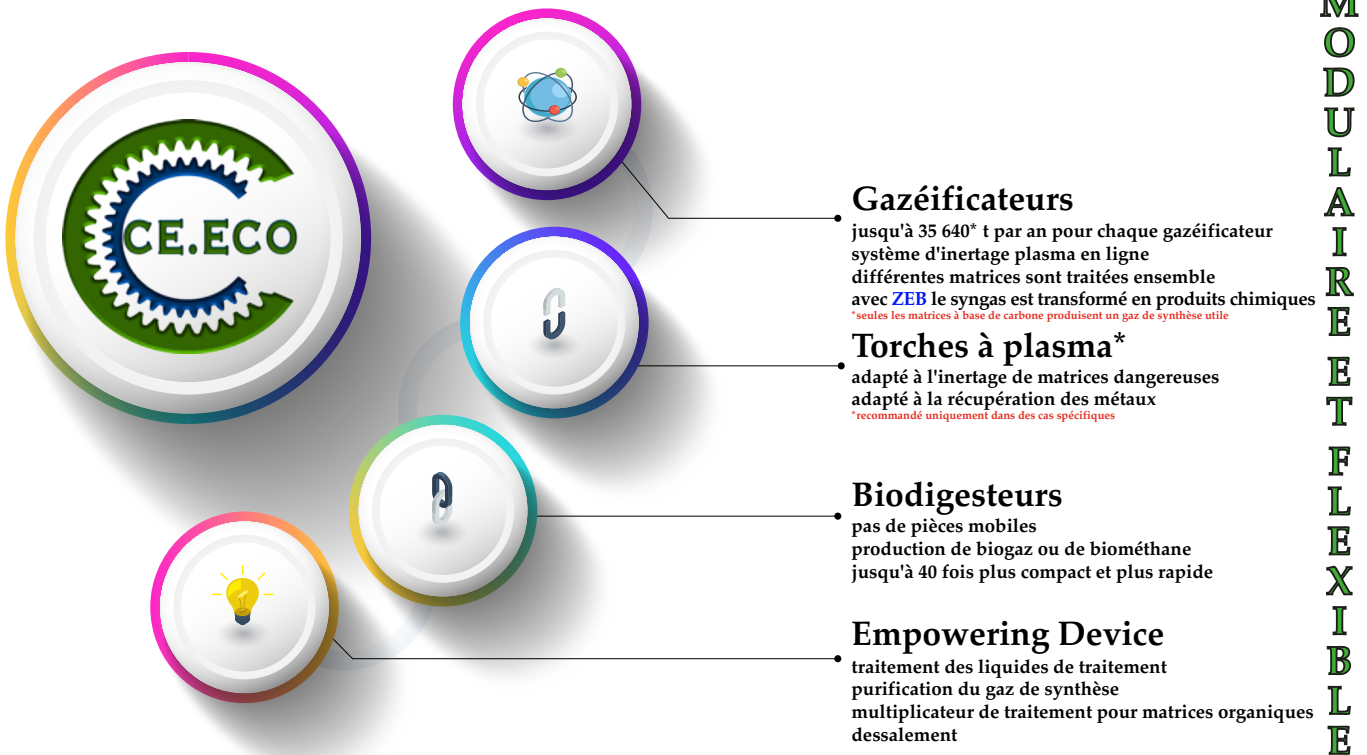 CE.ECO
Gazéificateurs
jusqu'à 35 640* t par an pour chaque gazéificateur
système d'inertage plasma en ligne
différentes matrices sont traitées ensemble
avec ZEB le syngas est transformé en produits chimiques
*seules les matrices à base de carbone produisent un gaz de synthèse utile
Torches à plasma*
adapté à l'inertage de matrices dangereuses
adapté à la récupération des métaux
*recommandé uniquement dans des cas spécifiques
Biodigesteurs
pas de pièces mobiles
production de biogaz ou de biométhane
jusqu'à 40 fois plus compact et plus rapide
Empowering Device
traitement des liquides de traitement
purification du gaz de synthèse
multiplicateur de traitement pour matrices organiques
dessalement
MODULAIRE ET FLEXIBLE